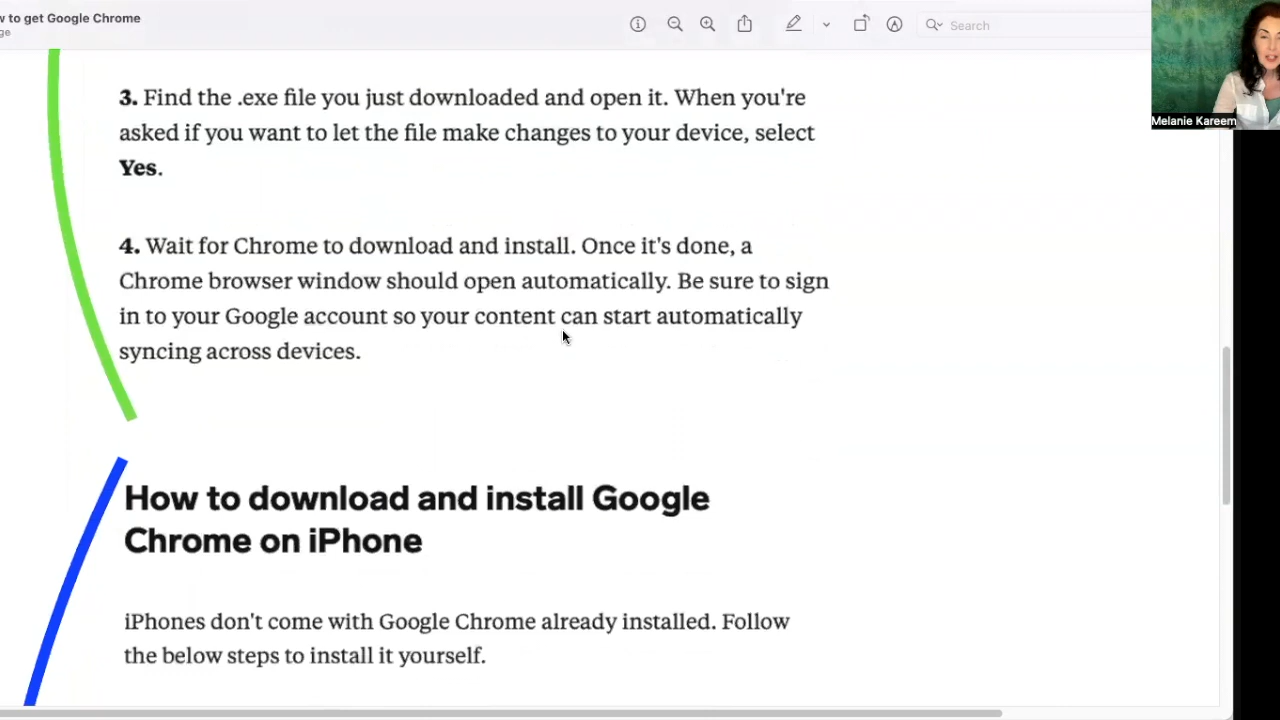 w to get Google Chrome
ge
Search
Melanie Kareem
3. Find the .exe file you just downloaded and open it. When you're
asked if you want to let the file make changes to your device, select
Yes.
4. Wait for Chrome to download and install. Once it's done, a
Chrome browser window should open automatically. Be sure to sign
in to your Google account so your content can start automatically
syncing across devices.
How to download and install Google
Chrome on iPhone
iPhones don't come with Google Chrome already installed. Follow
the below steps to install it yourself.